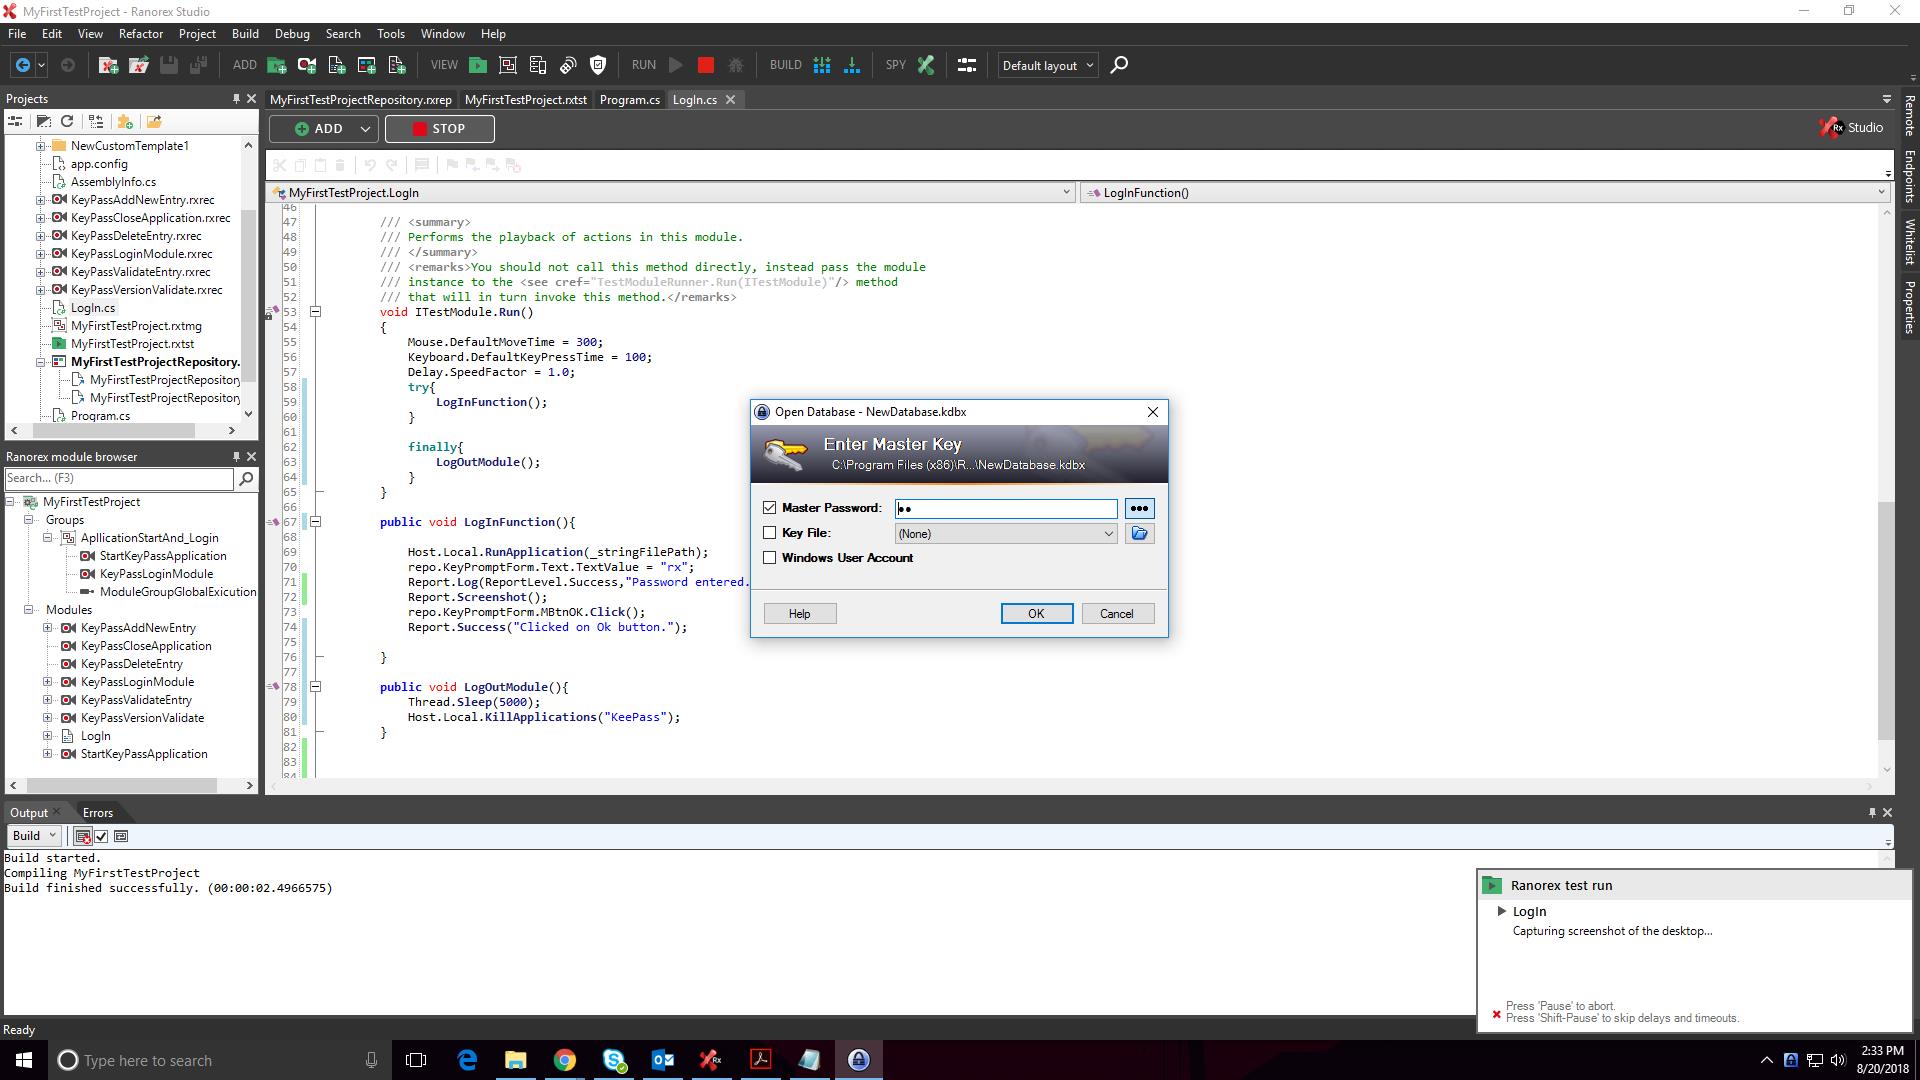 MyFirstTestProject - Ranorex Studio
File Edit View Refactor Project Build Debug Search Tools Window Help
ADD VIEW RUN BUILD SPY Default layout
Projects
MyFirstTestProjectRepository.rxrep MyFirstTestProject.rxtst Program.cs LogIn.cs
ADD STOP
Rx Studio
NewCustomTemplate1
app.config
AssemblyInfo.cs
KeyPassAddNewEntry.rxrec
KeyPassCloseApplication.rxrec
KeyPassDeleteEntry.rxrec
KeyPassLoginModule.rxrec
KeyPassValidateEntry.rxrec
KeyPassVersionValidate.rxrec
LogIn.cs
MyFirstTestProject.rxtmg
MyFirstTestProject.rxtst
MyFirstTestProjectRepository.
MyFirstTestProjectRepository
MyFirstTestProjectRepository
Program.cs
Ranorex module browser
Search... (F3)
MyFirstTestProject
Groups
ApllicationStartAnd_Login
StartKeyPassApplication
KeyPassLoginModule
ModuleGroupGlobalExicution
Modules
KeyPassAddNewEntry
KeyPassCloseApplication
KeyPassDeleteEntry
KeyPassLoginModule
KeyPassValidateEntry
KeyPassVersionValidate
LogIn
StartKeyPassApplication
MyFirstTestProject.LogIn LogInFunction()
46
47 /// <summary>
48 /// Performs the playback of actions in this module.
49 /// </summary>
50 /// <remarks>You should not call this method directly, instead pass the module
51 /// instance to the <see cref="TestModuleRunner.Run(ITestModule)"/> method
52 /// that will in turn invoke this method.</remarks>
53 void ITestModule.Run()
54 {
55 Mouse.DefaultMoveTime = 300;
56 Keyboard.DefaultKeyPressTime = 100;
57 Delay.SpeedFactor = 1.0;
58 try{
59 LogInFunction();
60 }
61
62 finally{
63 LogOutModule();
64 }
65 }
66
67 public void LogInFunction(){
68
69 Host.Local.RunApplication(_stringFilePath);
70 repo.KeyPromptForm.Text.TextValue = "rx";
71 Report.Log(ReportLevel.Success,"Password entered.
72 Report.Screenshot();
73 repo.KeyPromptForm.MBtnOK.Click();
74 Report.Success("Clicked on Ok button.");
75
76 }
77
78 public void LogOutModule(){
79 Thread.Sleep(5000);
80 Host.Local.KillApplications("KeePass");
81 }
82
83
84
Open Database - NewDatabase.kdbx
Enter Master Key
C:\Program Files (x86)\R...\NewDatabase.kdbx
Master Password: ●●
Key File: (None)
Windows User Account
Help OK Cancel
Remote Endpoints
Whitelist
Properties
Output Errors
Build
Build started.
Compiling MyFirstTestProject
Build finished successfully. (00:00:02.4966575)
Ranorex test run
LogIn
Capturing screenshot of the desktop...
Press 'Pause' to abort.
Press 'Shift-Pause' to skip delays and timeouts.
Ready
Type here to search
2:33 PM
8/20/2018